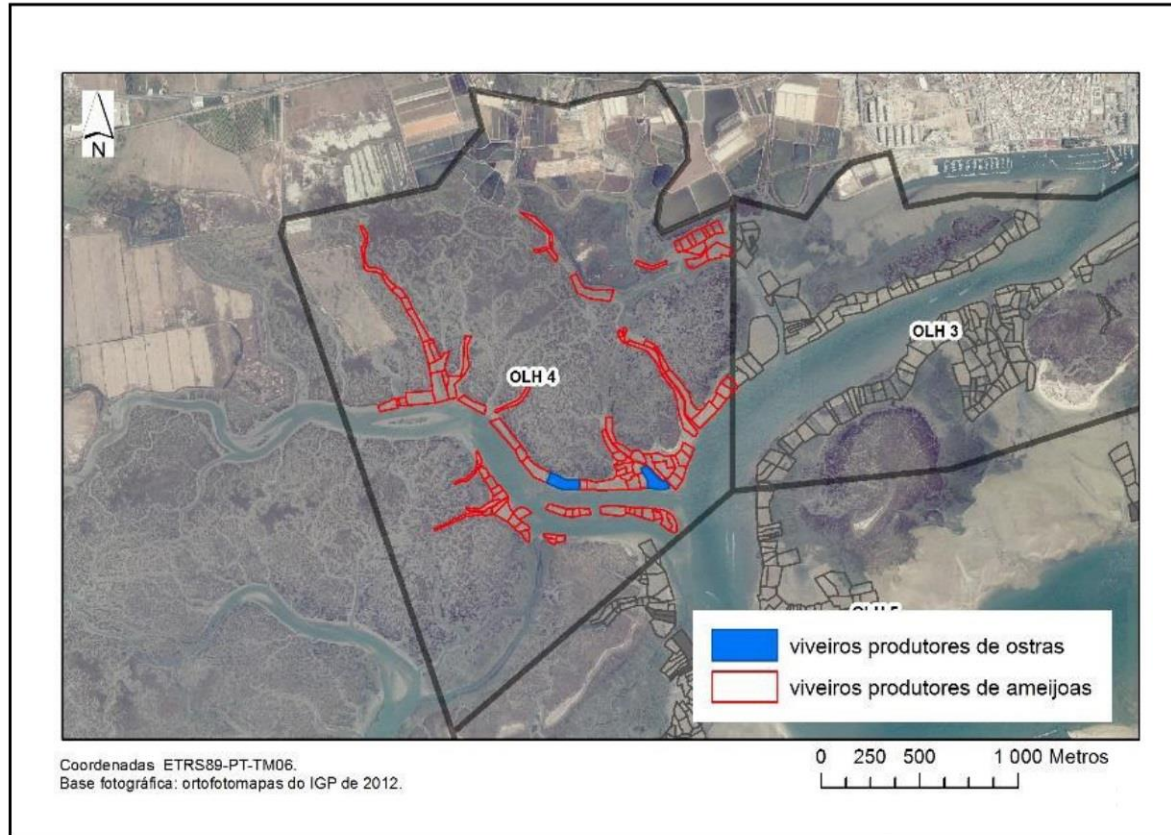 N
OLH 3
OLH 4
viveiros produtores de ostras
viveiros produtores de ameijoas
Coordenadas ETRS89-PT-TM06.
Base fotográfica: ortofotomapas do IGP de 2012.
0 250 500 1 000 Metros